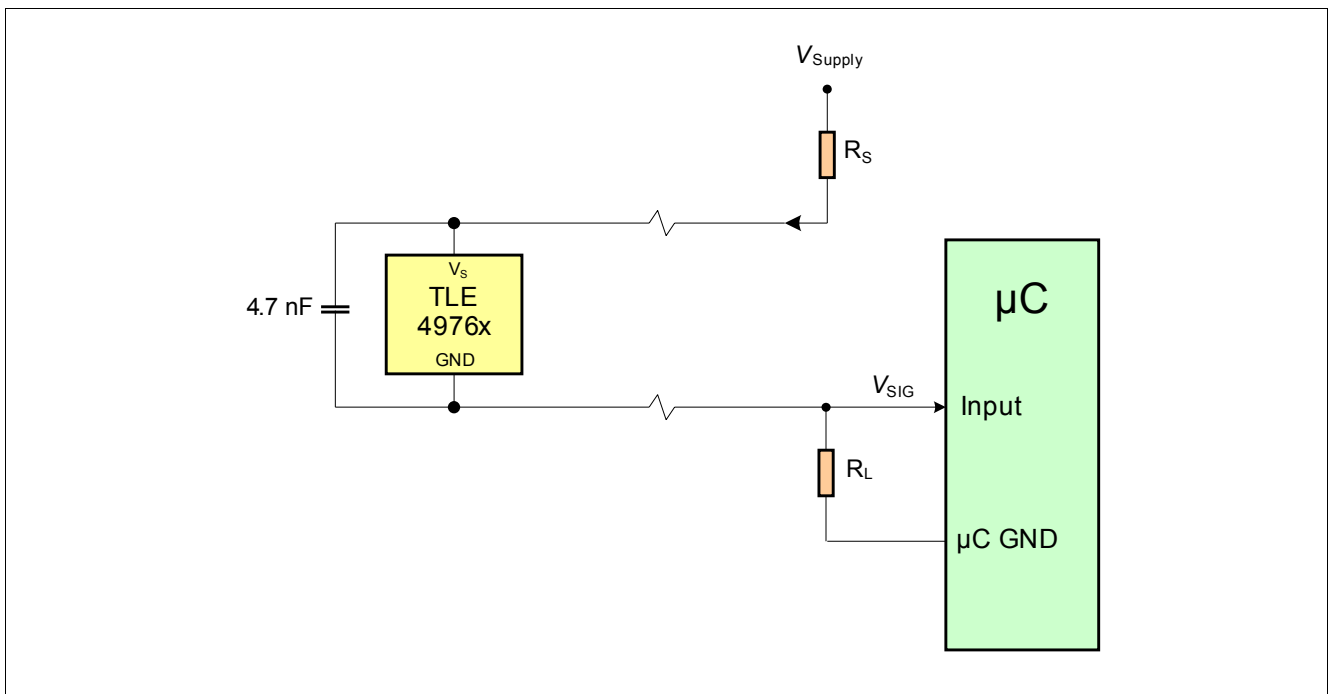 VSupply
RS
VS
TLE
4976x
GND
4.7 nF
µC
VSIG
Input
RL
µC GND